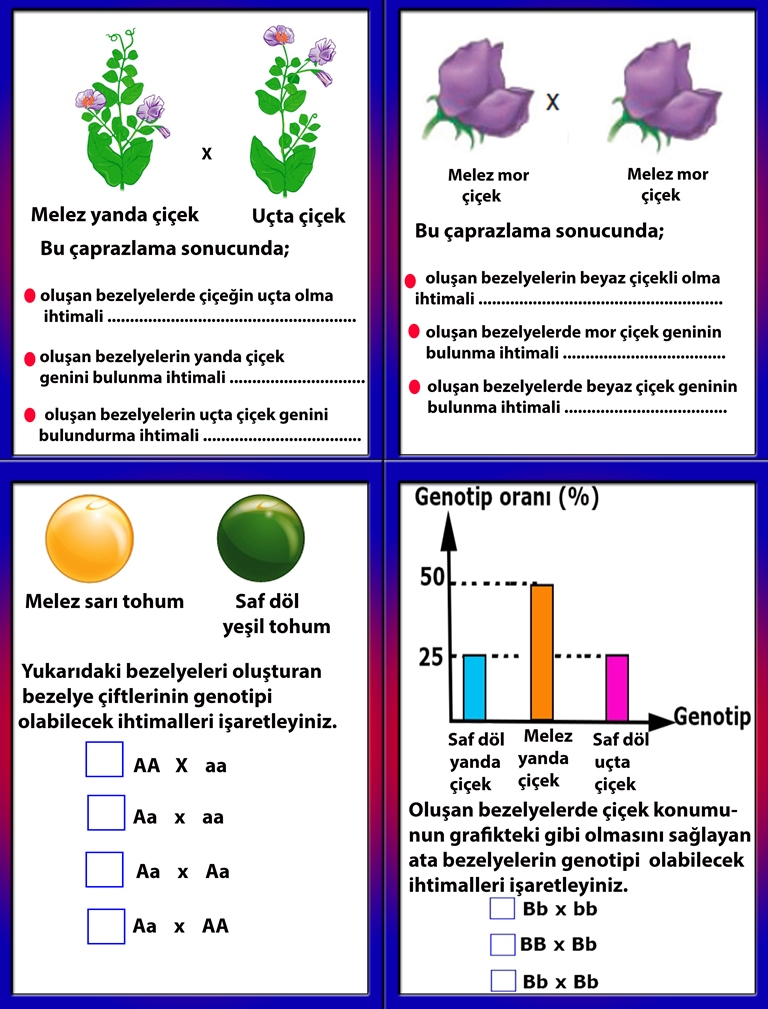 x
Melez yanda çiçek Uçta çiçek
Bu çaprazlama sonucunda;
oluşan bezelyelerde çiçeğin uçta olma
ihtimali ......................................................
oluşan bezelyelerin yanda çiçek
genini bulunma ihtimali .............................
oluşan bezelyelerin uçta çiçek genini
bulundurma ihtimali ..................................
X
Melez mor Melez mor
çiçek çiçek
Bu çaprazlama sonucunda;
oluşan bezelyelerin beyaz çiçekli olma
ihtimali .....................................................
oluşan bezelyelerde mor çiçek geninin
bulunma ihtimali ...................................
oluşan bezelyelerde beyaz çiçek geninin
bulunma ihtimali ...................................
Melez sarı tohum Saf döl
yeşil tohum
Yukarıdaki bezelyeleri oluşturan
bezelye çiftlerinin genotipi
olabilecek ihtimalleri işaretleyiniz.
AA X aa
Aa x aa
Aa x Aa
Aa x AA
Genotip oranı (%)
50
25
Genotip
Saf döl Melez Saf döl
yanda yanda uçta
çiçek çiçek çiçek
Oluşan bezelyelerde çiçek konumu-
nun grafikteki gibi olmasını sağlayan
ata bezelyelerin genotipi olabilecek
ihtimalleri işaretleyiniz.
Bb x bb
BB x Bb
Bb x Bb